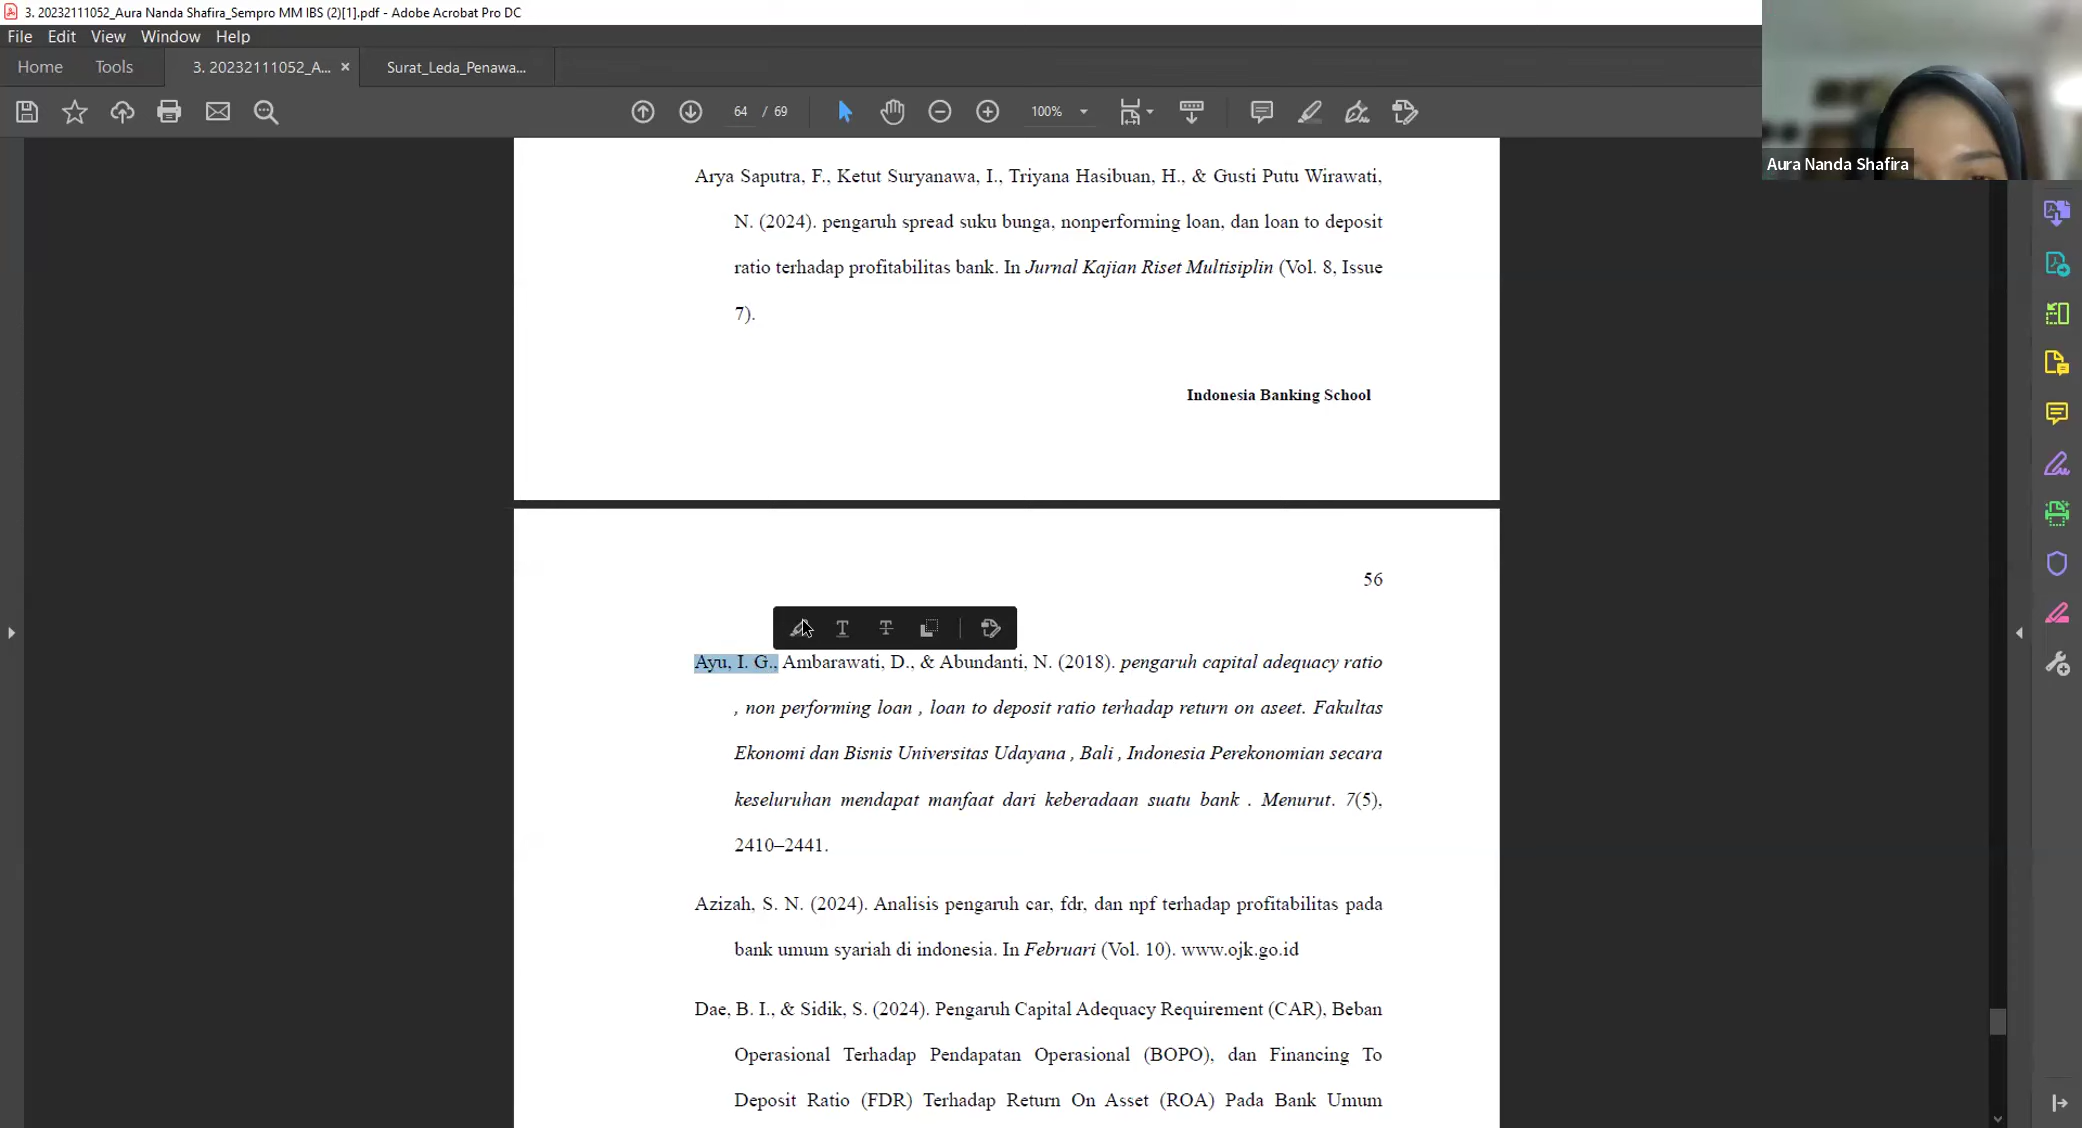 3. 20232111052_Aura Nanda Shafira_Sempro MM IBS (2)[1].pdf - Adobe Acrobat Pro DC
File Edit View Window Help
Home Tools 3. 20232111052_A... × Surat_Leda_Penawa...
64 / 69 100%
Aura Nanda Shafira
Arya Saputra, F., Ketut Suryanawa, I., Triyana Hasibuan, H., & Gusti Putu Wirawati,
N. (2024). pengaruh spread suku bunga, nonperforming loan, dan loan to deposit
ratio terhadap profitabilitas bank. In Jurnal Kajian Riset Multisiplin (Vol. 8, Issue
7).
Indonesia Banking School
56
Ayu, I. G., Ambarawati, D., & Abundanti, N. (2018). pengaruh capital adequacy ratio
, non performing loan , loan to deposit ratio terhadap return on aseet. Fakultas
Ekonomi dan Bisnis Universitas Udayana , Bali , Indonesia Perekonomian secara
keseluruhan mendapat manfaat dari keberadaan suatu bank . Menurut. 7(5),
2410–2441.
Azizah, S. N. (2024). Analisis pengaruh car, fdr, dan npf terhadap profitabilitas pada
bank umum syariah di indonesia. In Februari (Vol. 10). www.ojk.go.id
Dae, B. I., & Sidik, S. (2024). Pengaruh Capital Adequacy Requirement (CAR), Beban
Operasional Terhadap Pendapatan Operasional (BOPO), dan Financing To
Deposit Ratio (FDR) Terhadap Return On Asset (ROA) Pada Bank Umum